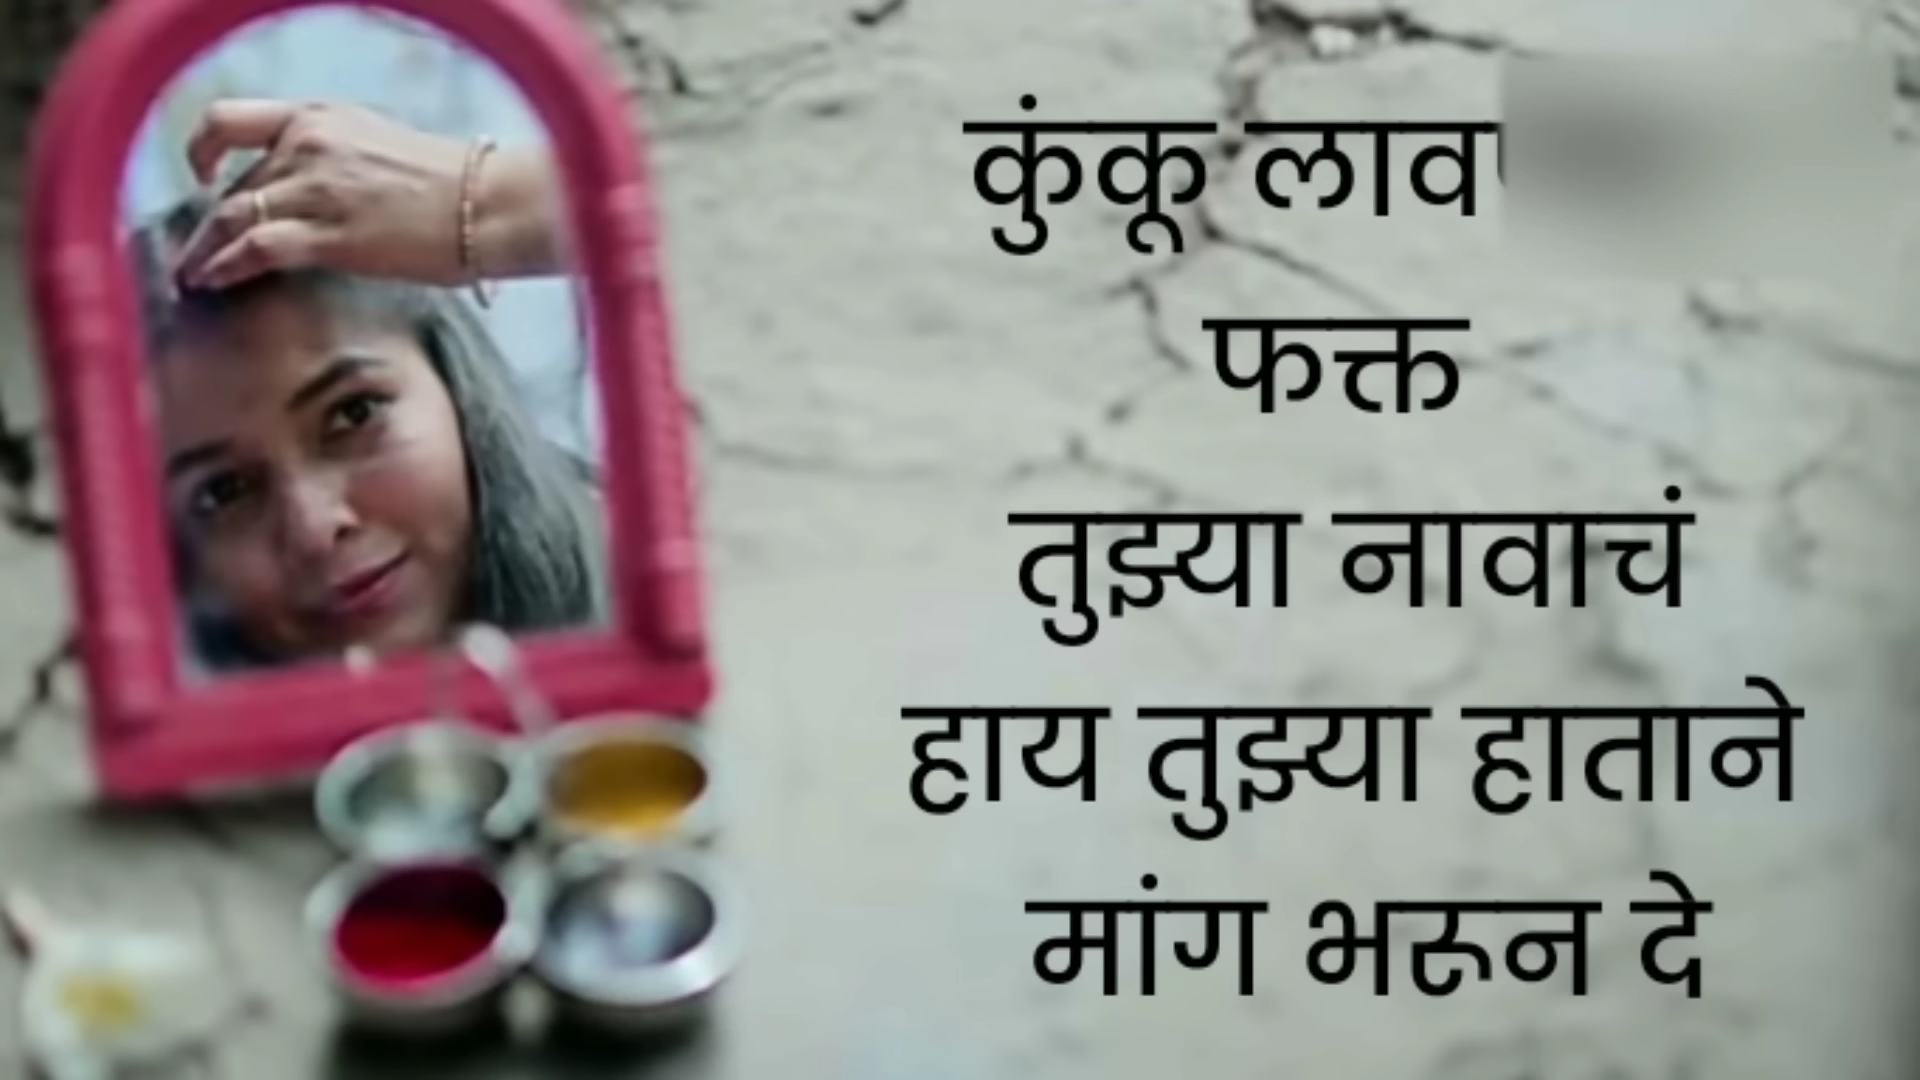 कुंकू
फक्त
तुझ्या नावाचं
हाय तुझ्या हाताने
मांग भरून दे